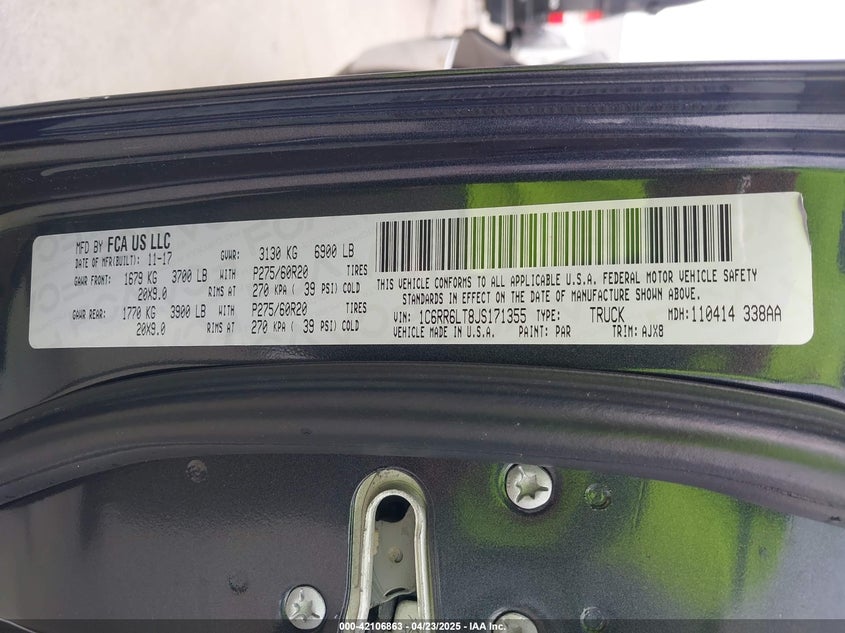 MFD BY FCA US LLC
DATE OF MFR(BUILT): 11-17 GVWR: 3130 KG 6900 LB
GAWR FRONT: 1679 KG 3700 LB WITH P275/60R20 TIRES
20X9.0 RIMS AT 270 KPA ( 39 PSI) COLD
GAWR REAR: 1770 KG 3900 LB WITH P275/60R20 TIRES
20X9.0 RIMS AT 270 KPA ( 39 PSI) COLD
THIS VEHICLE CONFORMS TO ALL APPLICABLE U.S.A. FEDERAL MOTOR VEHICLE SAFETY
STANDARDS IN EFFECT ON THE DATE OF MANUFACTURE SHOWN ABOVE.
VIN: 1C6RR6LT8JS171355 TYPE: TRUCK MDH: 110414 338AA
VEHICLE MADE IN U.S.A. PAINT: PAR TRIM: AJX8
000-42106863 - 04/23/2025 - IAA Inc.